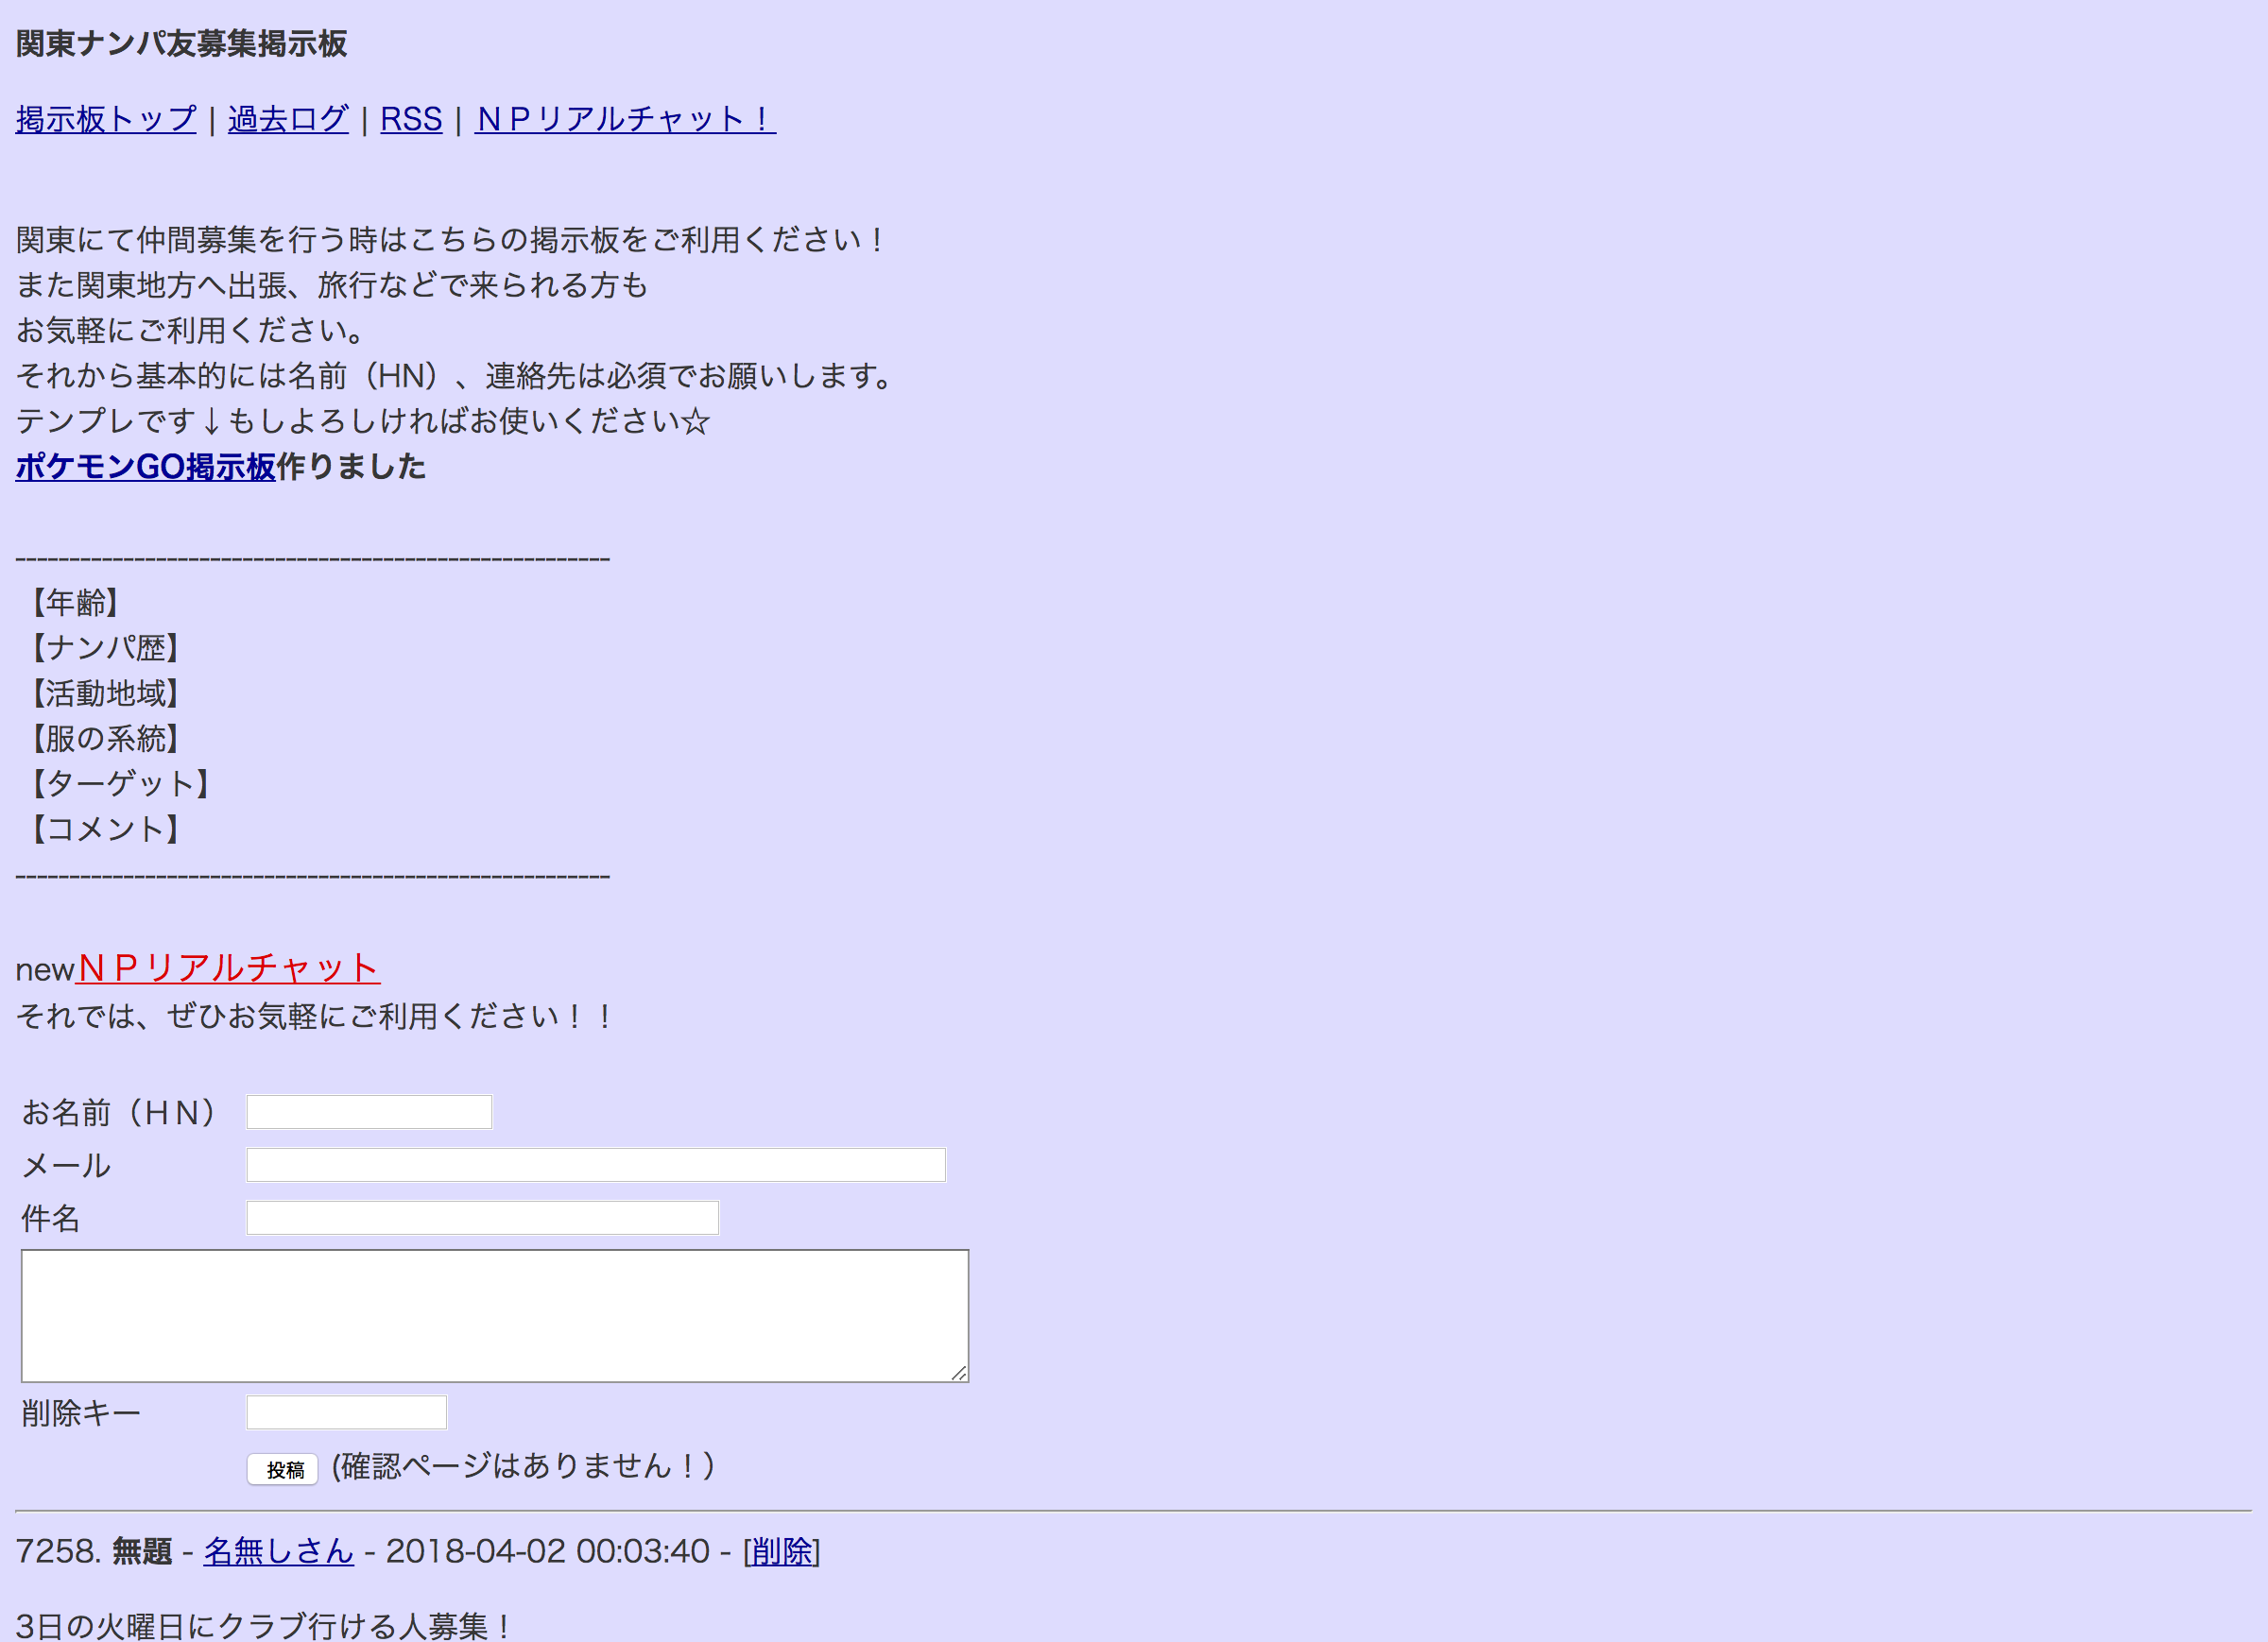 関東ナンパ友募集掲示板
掲示板トップ | 過去ログ | RSS | ＮＰリアルチャット！
関東にて仲間募集を行う時はこちらの掲示板をご利用ください！
また関東地方へ出張、旅行などで来られる方も
お気軽にご利用ください。
それから基本的には名前（HN）、連絡先は必須でお願いします。
テンプレです↓もしよろしければお使いください☆
ポケモンGO掲示板作りました
-------------------------------------------------------
【年齢】
【ナンパ歴】
【活動地域】
【服の系統】
【ターゲット】
【コメント】
-------------------------------------------------------
newＮＰリアルチャット
それでは、ぜひお気軽にご利用ください！！
お名前（ＨＮ）
メール
件名
削除キー
投稿 (確認ページはありません！）
7258. 無題 - 名無しさん - 2018-04-02 00:03:40 - [削除]
3日の火曜日にクラブ行ける人募集！